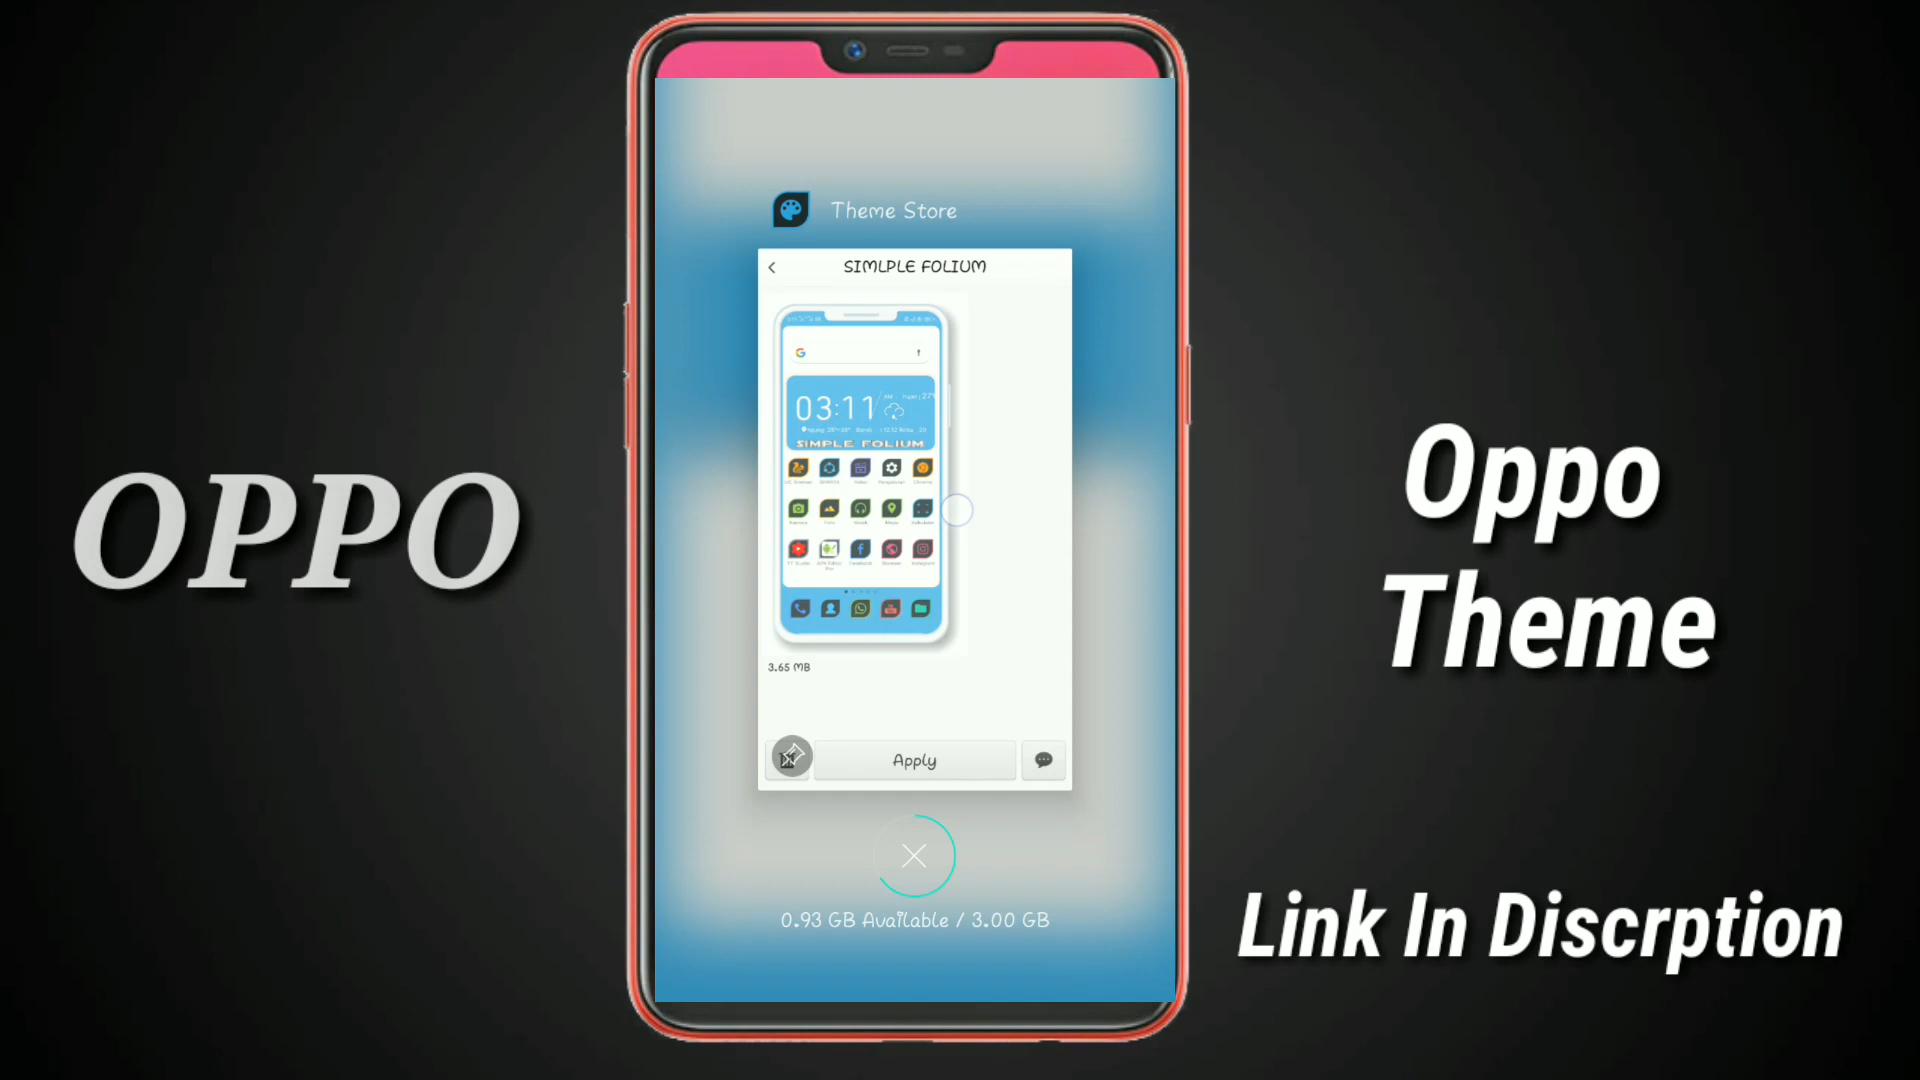 OPPO
Theme Store
SIMLPLE FOLIUM
03:11
AM
SIMPLE FOLIUM
3.65 MB
Apply
0.93 GB Available / 3.00 GB
Oppo
Theme
Link In Discrption